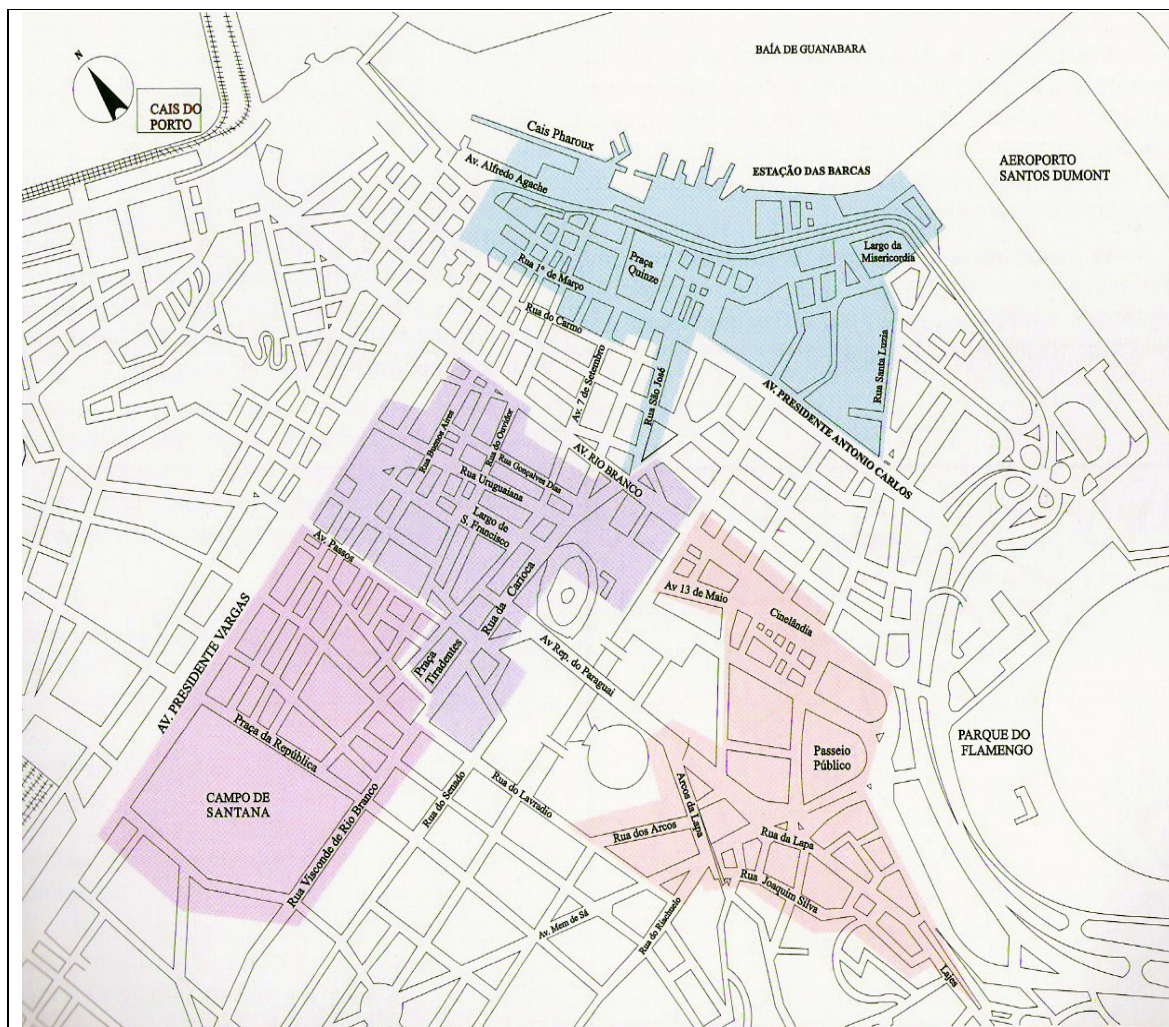 BAÍA DE GUANABARA
N
CAIS DO
PORTO
Cais Pharoux
Av. Alfredo Agache
ESTAÇÃO DAS BARCAS
AEROPORTO
SANTOS DUMONT
Largo da
Misericordia
Praça
Quinze
Rua 1º de Março
Rua do Carmo
Av. 7 de Setembro
Rua São José
Rua Santa Luzia
AV. PRESIDENTE ANTONIO CARLOS
AV. RIO BRANCO
Rua Buenos Aires
Rua do Ouvidor
Rua Gonçalves Dias
Rua Uruguaiana
Largo de
S. Francisco
Av. Passos
Rua da Carioca
Praça
Tiradentes
Av 13 de Maio
Cinelândia
Av Rep. do Paraguai
AV. PRESIDENTE VARGAS
Praça da República
CAMPO DE
SANTANA
Rua Visconde de Rio Branco
Rua do Senado
Rua do Lavradio
Passeio
Público
PARQUE DO
FLAMENGO
Arcos da Lapa
Rua dos Arcos
Rua da Lapa
Rua Joaquim Silva
Av. Mem de Sá
Rua do Riachuelo
Lajes